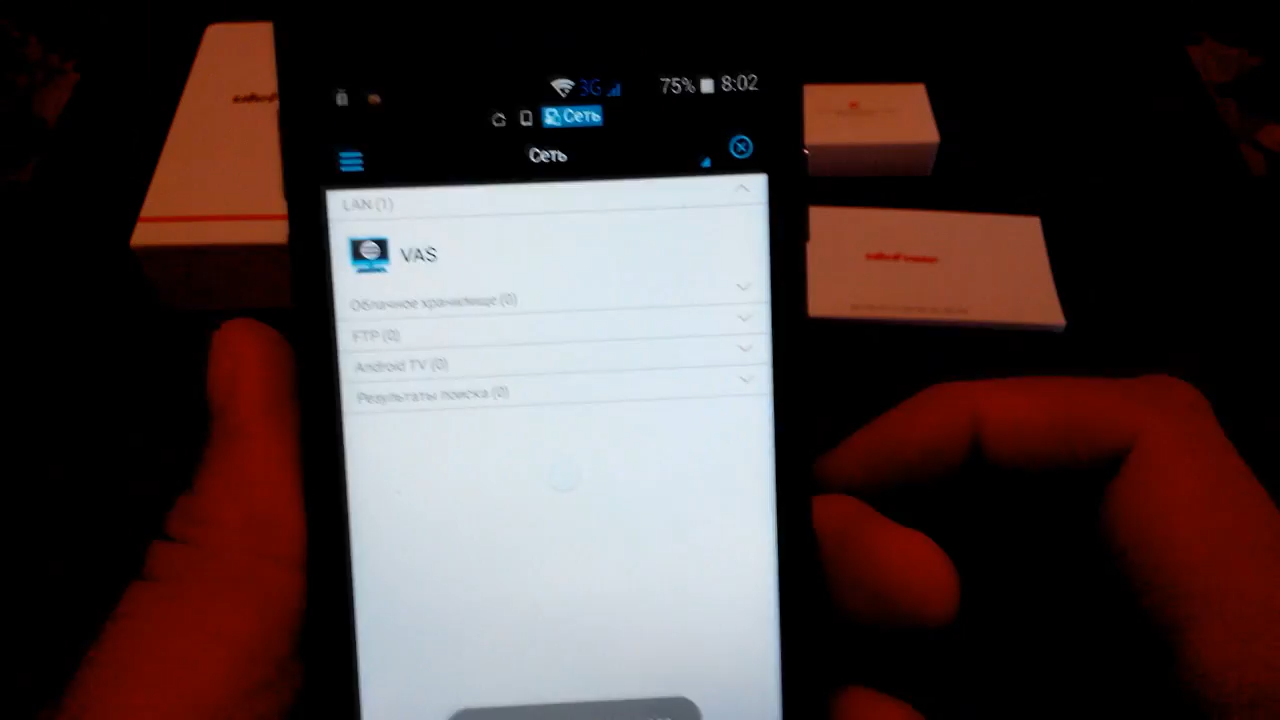 3G 75% 8:02
Сеть
Сеть
LAN (1)
VAS
Облачное хранилище (0)
FTP (0)
Android TV (0)
Результаты поиска (0)